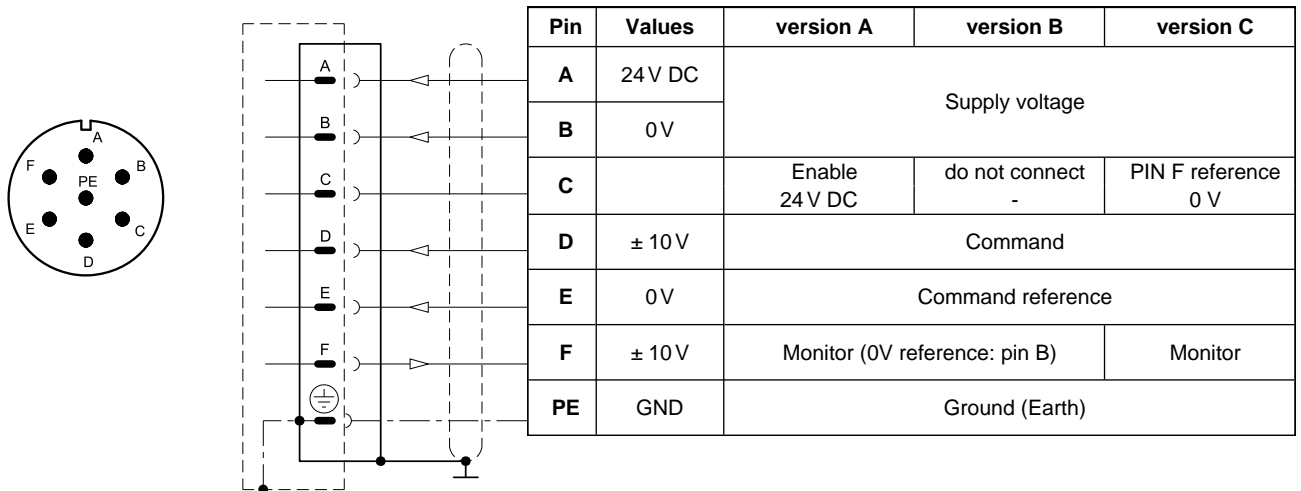 A
F
B
PE
E
C
D
A
B
C
D
E
F
Pin Values version A version B version C
A 24 V DC
Supply voltage
B 0 V
C Enable do not connect PIN F reference
24 V DC - 0 V
D ± 10 V Command
E 0 V Command reference
F ± 10 V Monitor (0V reference: pin B) Monitor
PE GND Ground (Earth)